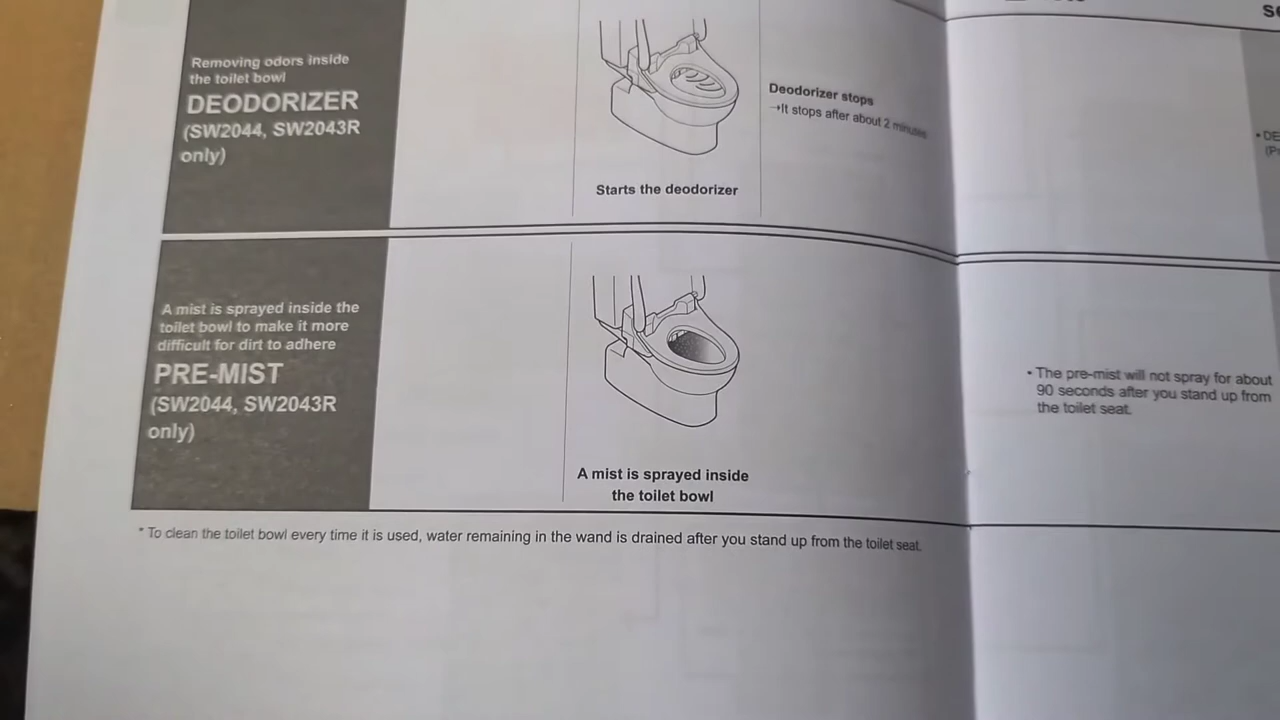 Removing odors inside
the toilet bowl
DEODORIZER
(SW2044, SW2043R
only)
Starts the deodorizer
Deodorizer stops
→It stops after about 2 minutes
A mist is sprayed inside the
toilet bowl to make it more
difficult for dirt to adhere
PRE-MIST
(SW2044, SW2043R
only)
A mist is sprayed inside
the toilet bowl
• The pre-mist will not spray for about
90 seconds after you stand up from
the toilet seat.
* To clean the toilet bowl every time it is used, water remaining in the wand is drained after you stand up from the toilet seat.